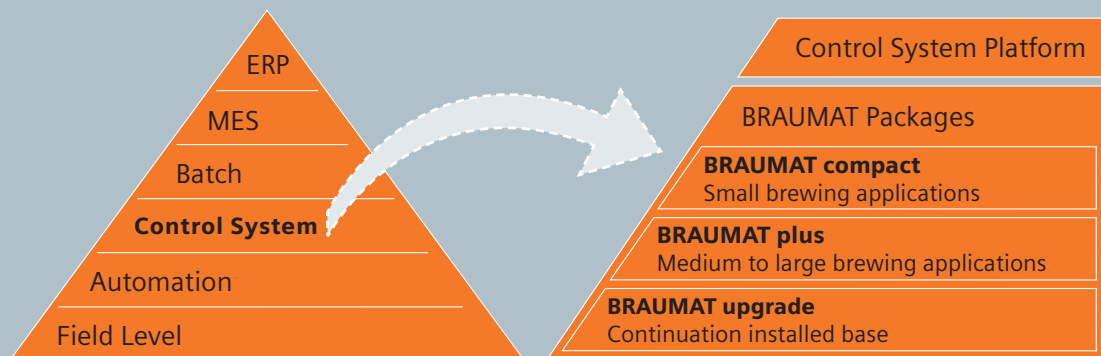 ERP
MES
Batch
Control System
Automation
Field Level
Control System Platform
BRAUMAT Packages
BRAUMAT compact
Small brewing applications
BRAUMAT plus
Medium to large brewing applications
BRAUMAT upgrade
Continuation installed base